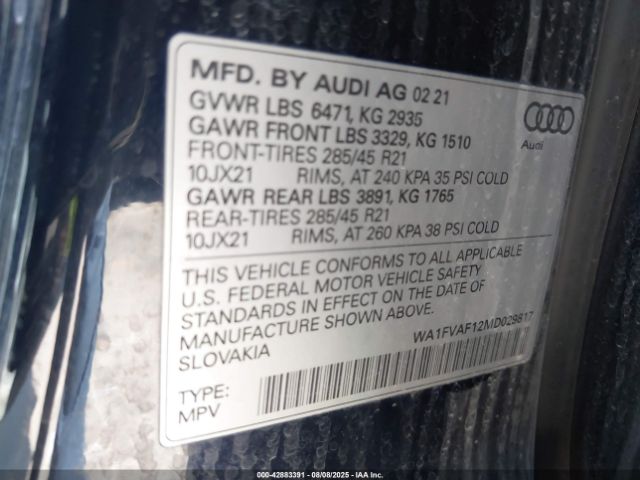 MFD. BY AUDI AG 02 21
GVWR LBS 6471, KG 2935
GAWR FRONT LBS 3329, KG 1510
FRONT-TIRES 285/45 R21
10JX21 RIMS, AT 240 KPA 35 PSI COLD
GAWR REAR LBS 3891, KG 1765
REAR-TIRES 285/45 R21
10JX21 RIMS, AT 260 KPA 38 PSI COLD
Audi
THIS VEHICLE CONFORMS TO ALL APPLICABLE
U.S. FEDERAL MOTOR VEHICLE SAFETY
STANDARDS IN EFFECT ON THE DATE OF
MANUFACTURE SHOWN ABOVE.
SLOVAKIA
WA1FVAF12MD029817
TYPE:
MPV
000-42883391 - 08/08/2025 - IAA Inc.